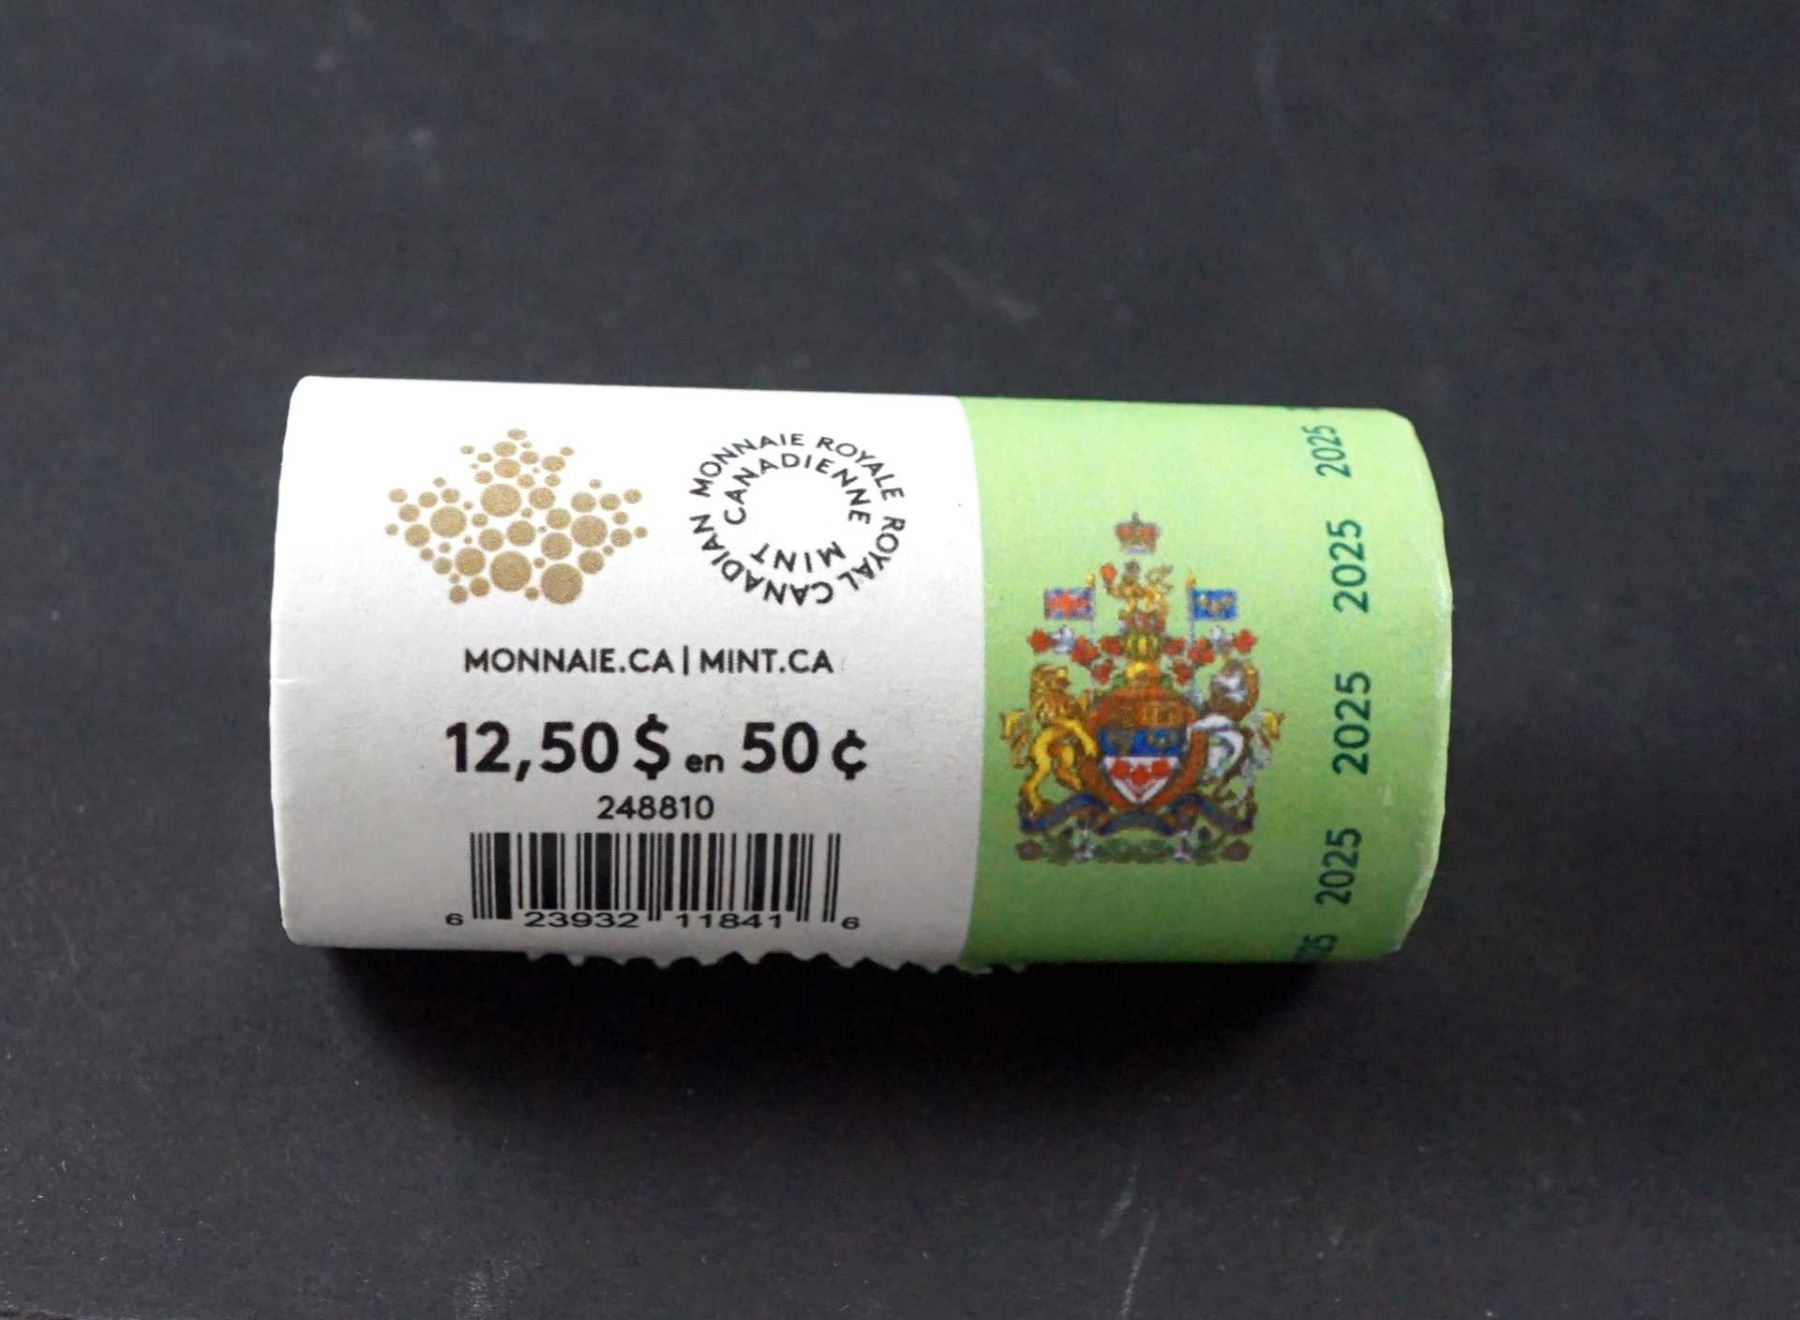 MONNAIE ROYALE ROYAL CANADIAN
CANADIENNE MINT
MONNAIE.CA | MINT.CA
12,50 $ en 50 ¢
248810
6 23932 11841 6
2025
2025
2025
2025